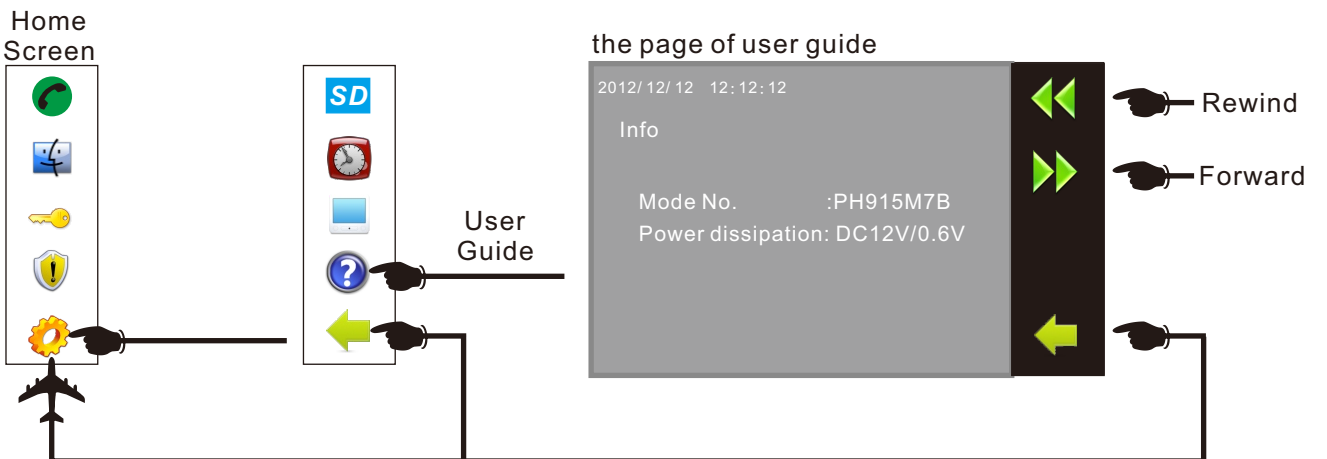 Home
Screen
SD
User
Guide
the page of user guide
2012/12/12 12:12:12
Info
Mode No. :PH915M7B
Power dissipation: DC12V/0.6V
Rewind
Forward